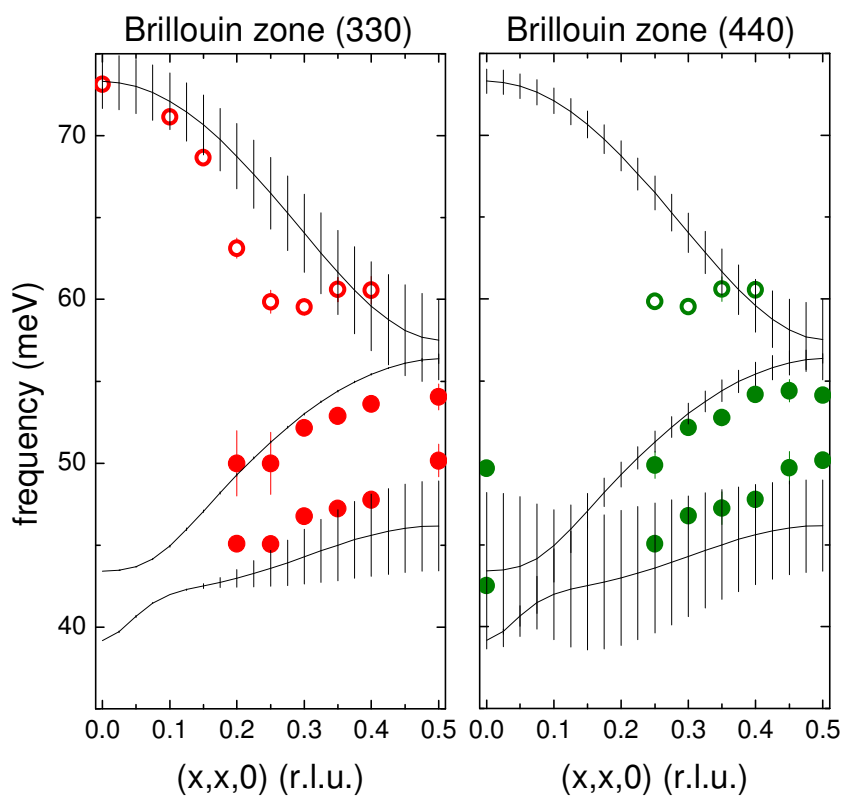 Brillouin zone (330) Brillouin zone (440)
frequency (meV)
70
60
50
40
0.0 0.1 0.2 0.3 0.4 0.5 0.0 0.1 0.2 0.3 0.4 0.5
(x,x,0) (r.l.u.) (x,x,0) (r.l.u.)